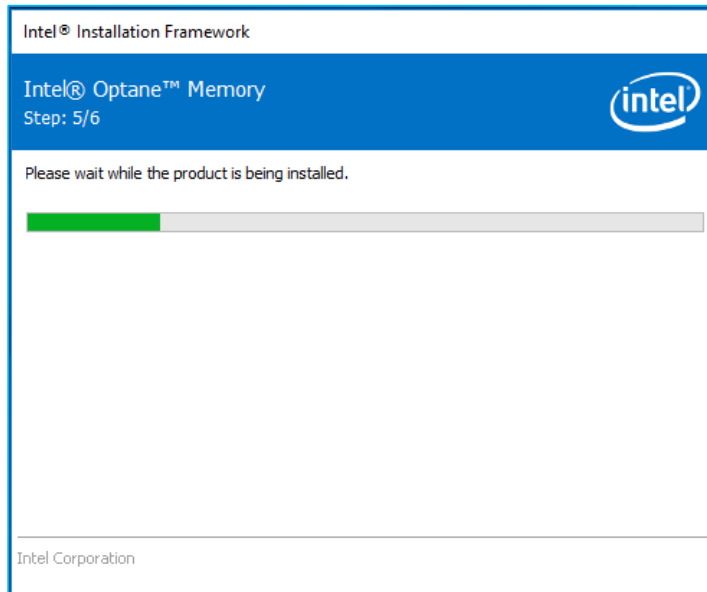 Intel® Installation Framework
Intel® Optane™ Memory
Step: 5/6
intel
Please wait while the product is being installed.
Intel Corporation